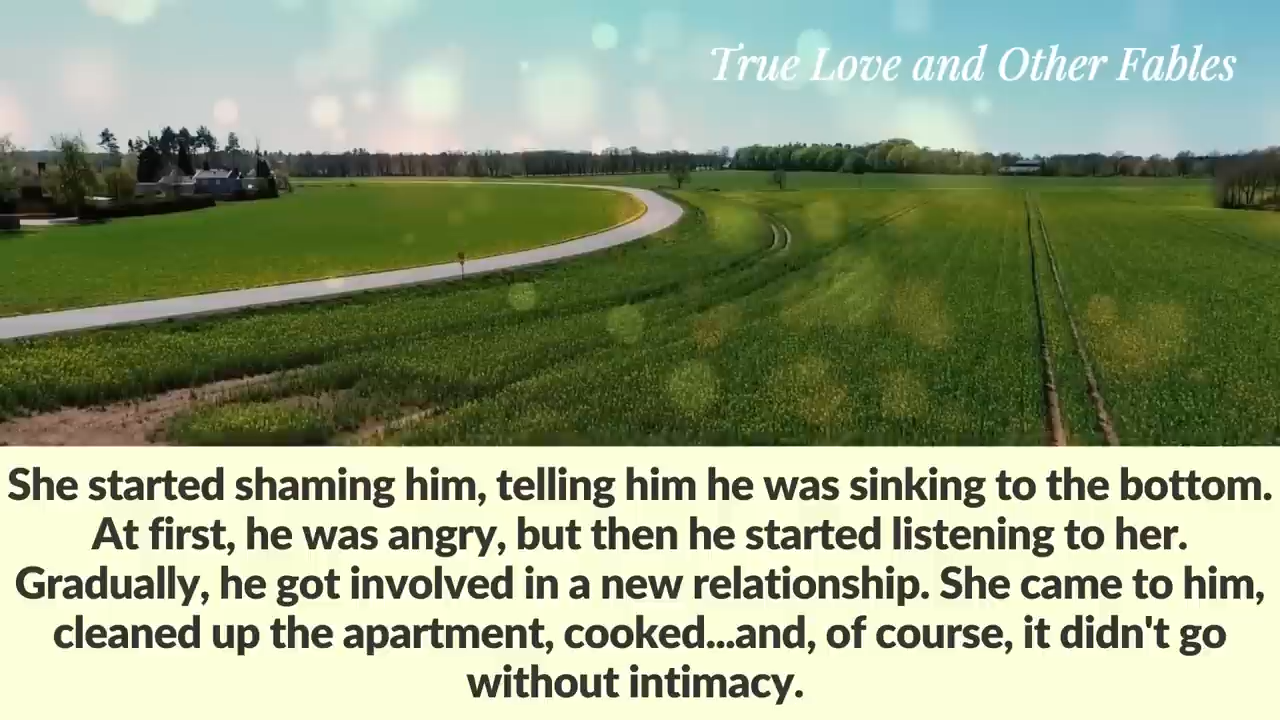 True Love and Other Fables
She started shaming him, telling him he was sinking to the bottom.
At first, he was angry, but then he started listening to her.
Gradually, he got involved in a new relationship. She came to him,
cleaned up the apartment, cooked...and, of course, it didn't go
without intimacy.